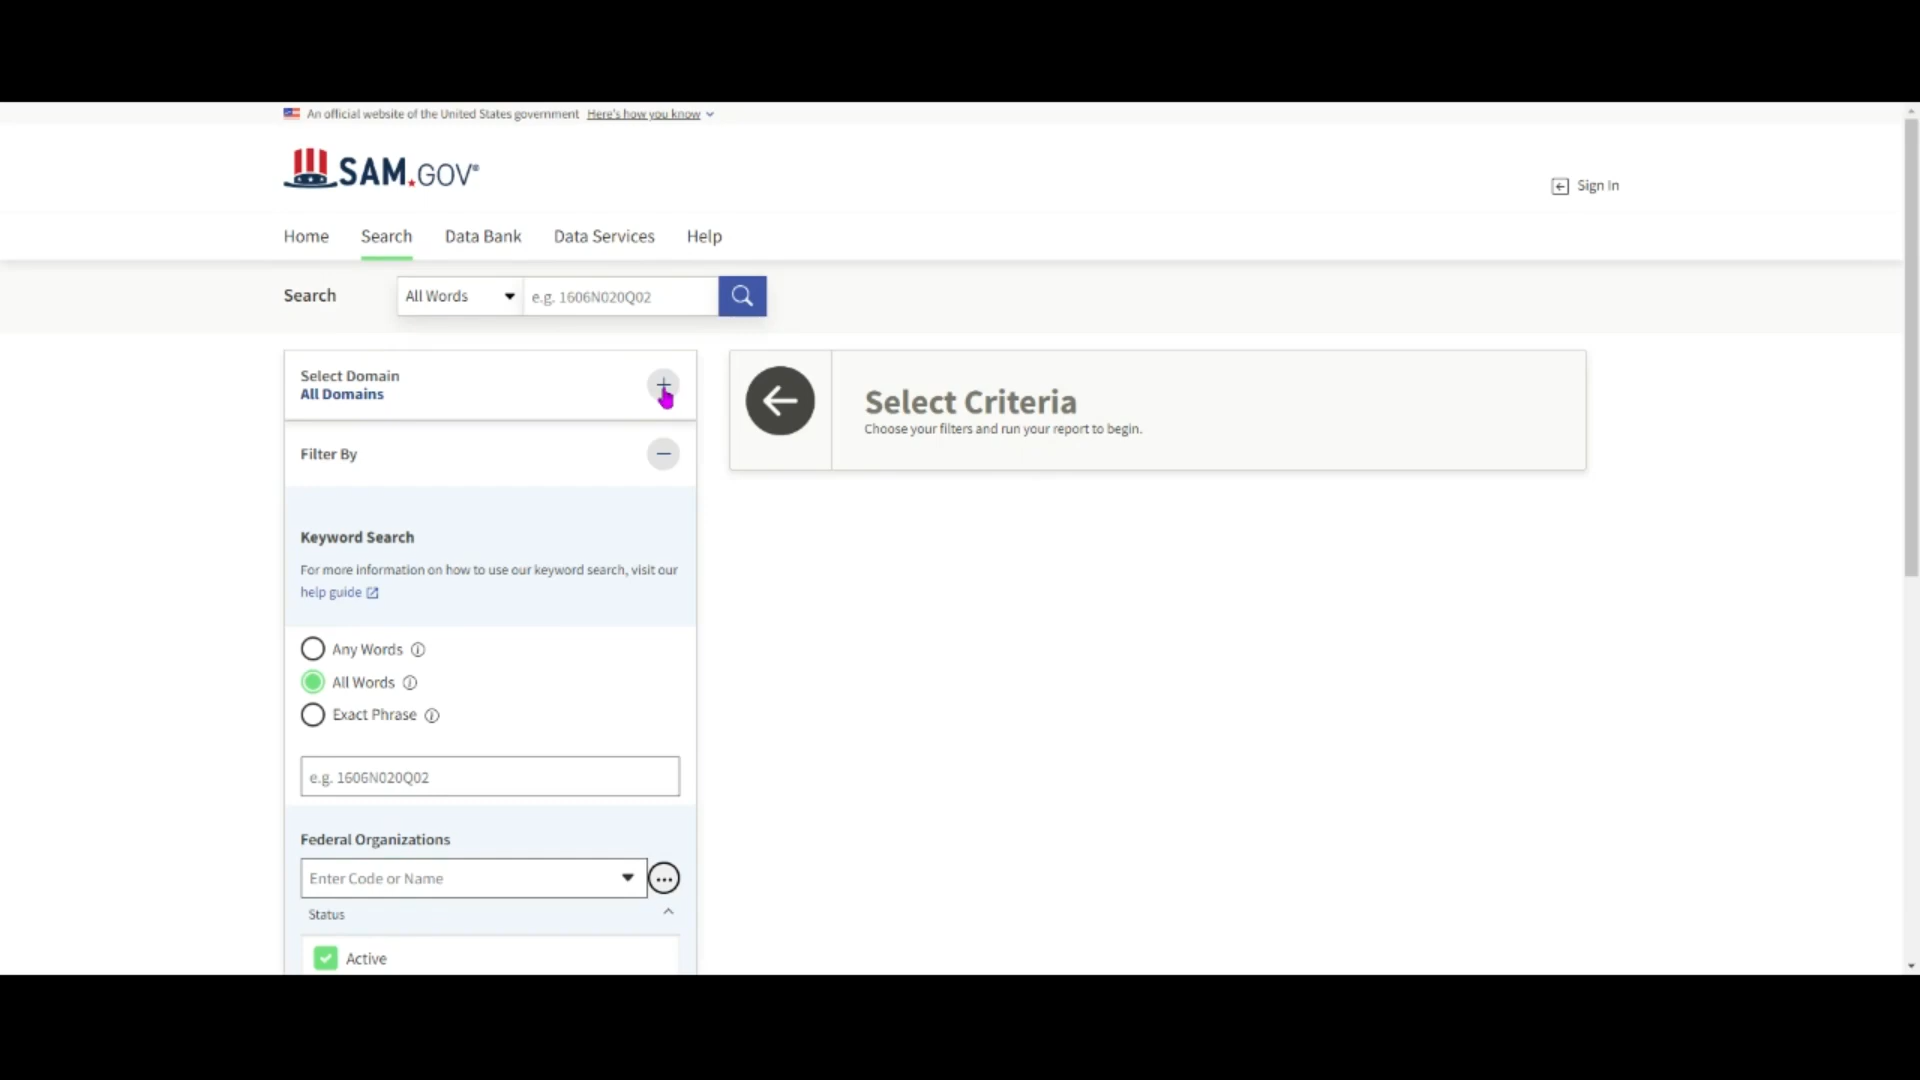 An official website of the United States government Here's how you know
SAM.GOV®
Sign In
Home Search Data Bank Data Services Help
Search All Words e.g. 1606N020Q02
Select Domain
All Domains
Select Criteria
Choose your filters and run your report to begin.
Filter By
Keyword Search
For more information on how to use our keyword search, visit our
help guide
Any Words
All Words
Exact Phrase
e.g. 1606N020Q02
Federal Organizations
Enter Code or Name
Status
Active